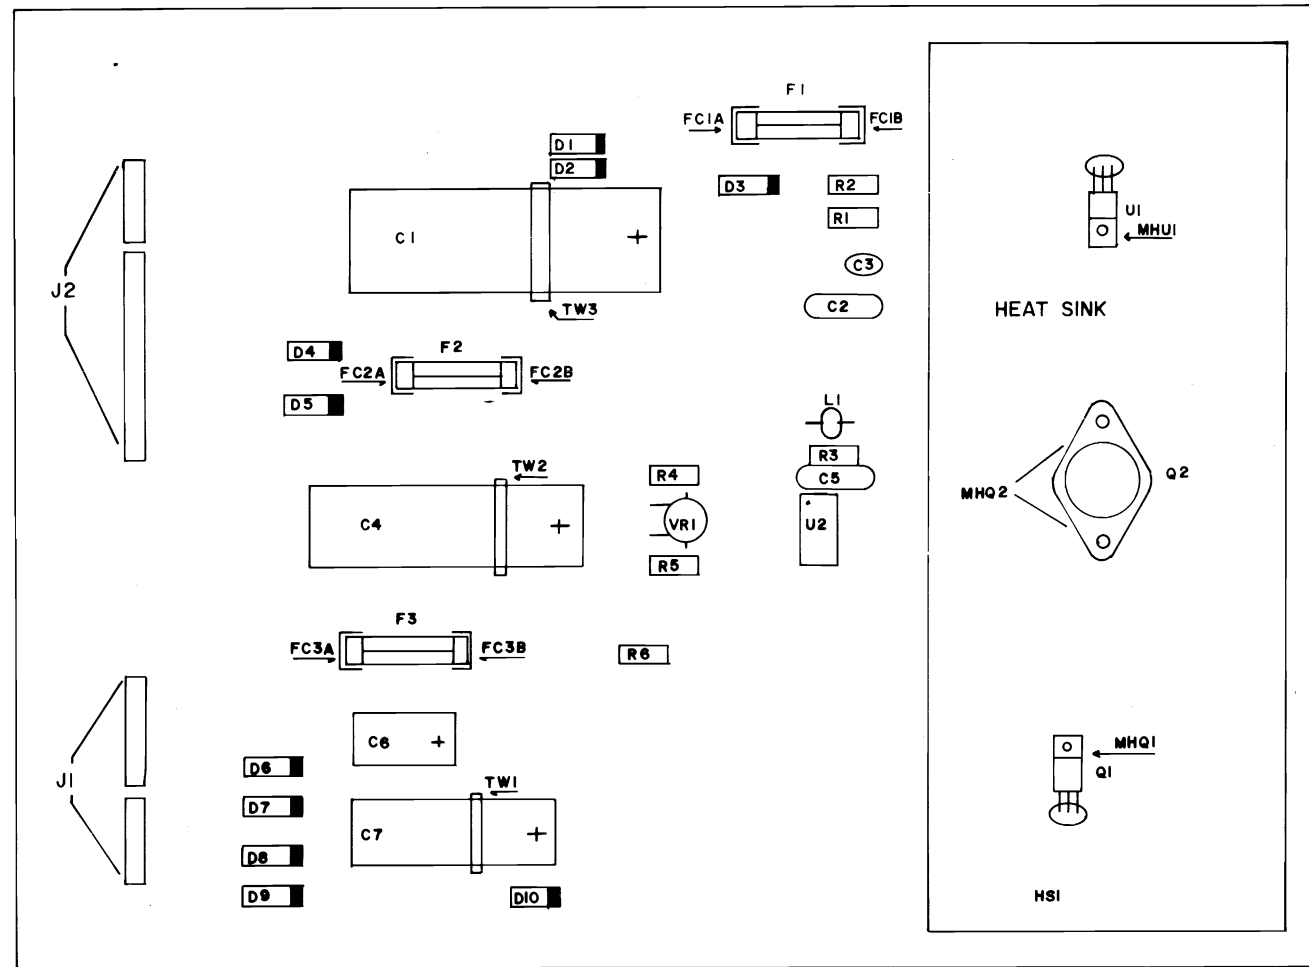 F1
FC1A
FC1B
D1
D2
D3
R2
R1
U1
MHU1
C1
+
C3
J2
TW3
C2
HEAT SINK
D4
F2
FC2A
FC2B
D5
L1
R3
TW2
R4
C5
Q2
MHQ2
C4
+
VR1
U2
R5
F3
FC3A
FC3B
R6
C6
+
MHQ1
D6
Q1
J1
TW1
D7
C7
+
D8
D9
D10
HS1